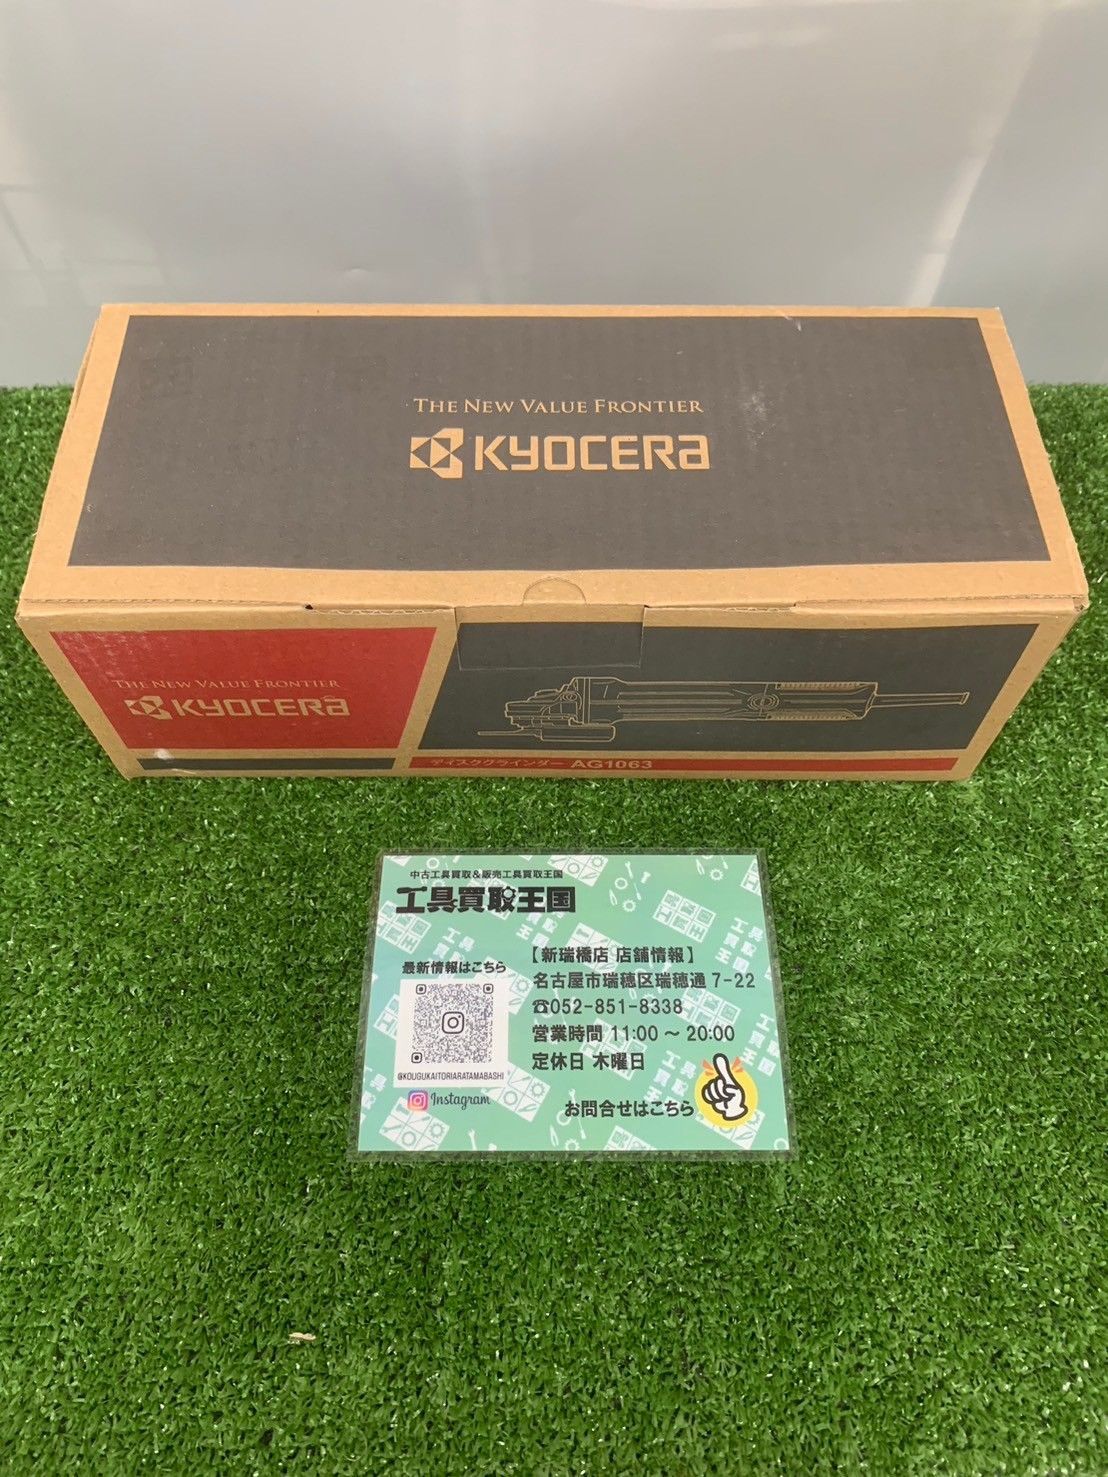 THE NEW VALUE FRONTIER
KYOCERA
THE NEW VALUE FRONTIER
KYOCERA
ディスクグラインダー AG1063
中古工具買取&販売工具買取王国
工具買取王国
【新瑞橋店 店舗情報】
最新情報はこちら
名古屋市瑞穂区瑞穂通 7-22
☎052-851-8338
営業時間 11:00 ~ 20:00
定休日 木曜日
@KOUGUKAITORIARATAMABASHI
Instagram
お問合せはこちら